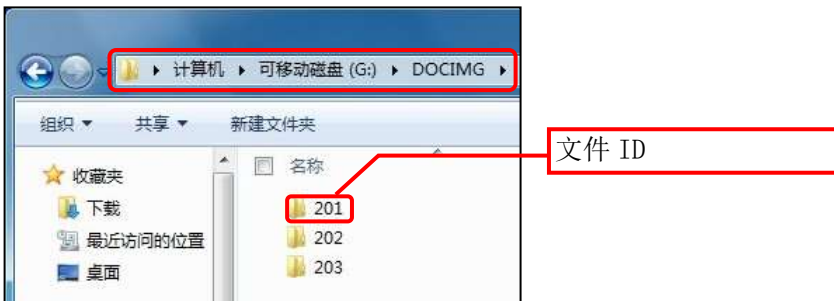 计算机 ▸ 可移动磁盘 (G:) ▸ DOCIMG ▸
组织 ▼ 共享 ▼ 新建文件夹
文件 ID
收藏夹
名称
下载
201
最近访问的位置
202
桌面
203